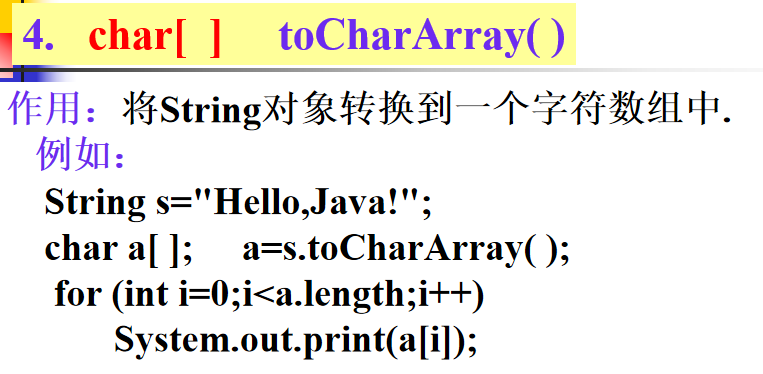 4. char[ ] toCharArray( )
作用：将String对象转换到一个字符数组中.
例如：
String s="Hello,Java!";
char a[ ]; a=s.toCharArray( );
for (int i=0;i<a.length;i++)
System.out.print(a[i]);